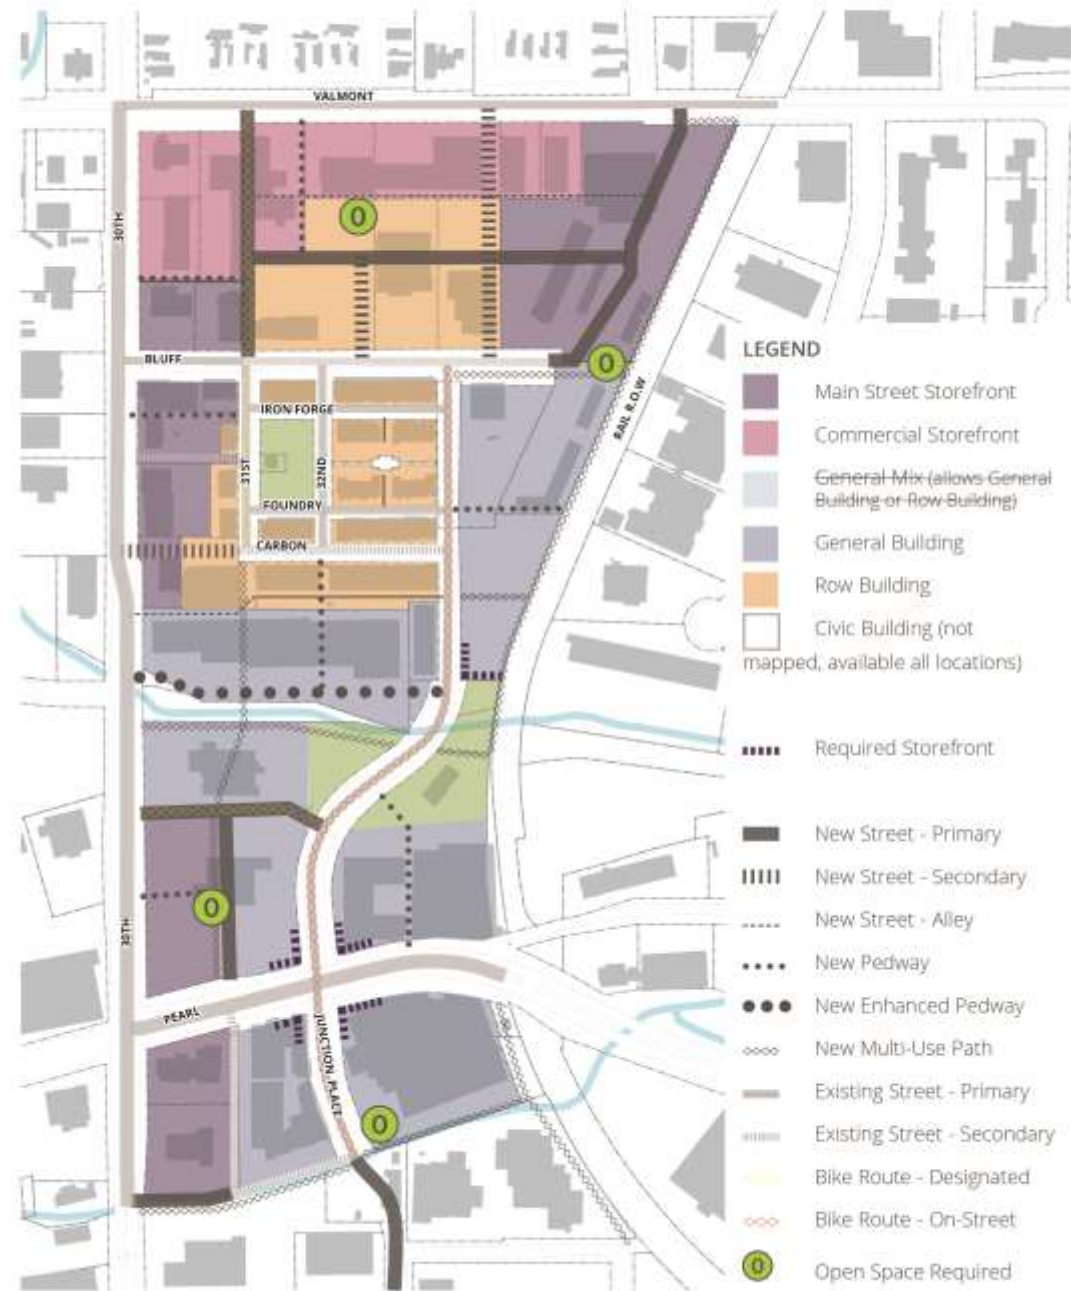 VALMONT
30TH
O
BLUFF
O
IRON FORGE
31ST
32ND
FOUNDRY
CARBON
RAIL R.O.W
O
30TH
PEARL
JUNCTION PLACE
O
LEGEND
Main Street Storefront
Commercial Storefront
General Mix (allows General
Building or Row Building)
General Building
Row Building
Civic Building (not
mapped, available all locations)
Required Storefront
New Street - Primary
New Street - Secondary
New Street - Alley
New Pedway
New Enhanced Pedway
New Multi-Use Path
Existing Street - Primary
Existing Street - Secondary
Bike Route - Designated
Bike Route - On-Street
O
Open Space Required